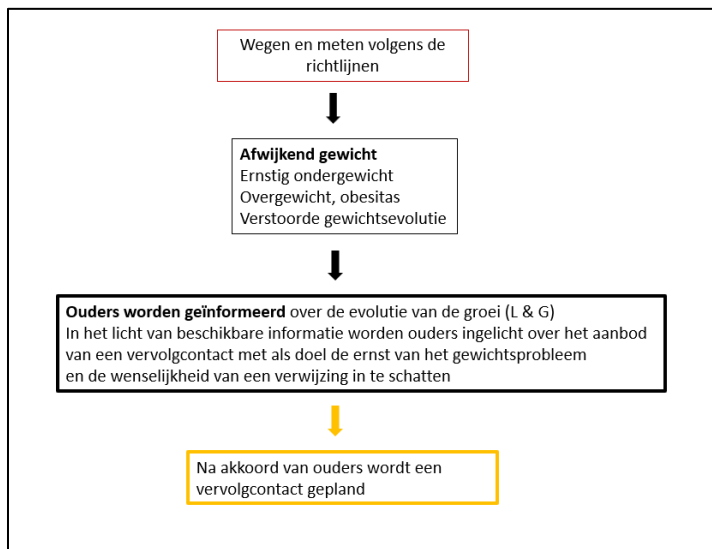 Wegen en meten volgens de
richtlijnen
Afwijkend gewicht
Ernstig ondergewicht
Overgewicht, obesitas
Verstoorde gewichtsevolutie
Ouders worden geïnformeerd over de evolutie van de groei (L & G)
In het licht van beschikbare informatie worden ouders ingelicht over het aanbod
van een vervolgcontact met als doel de ernst van het gewichtsprobleem
en de wenselijkheid van een verwijzing in te schatten
Na akkoord van ouders wordt een
vervolgcontact gepland